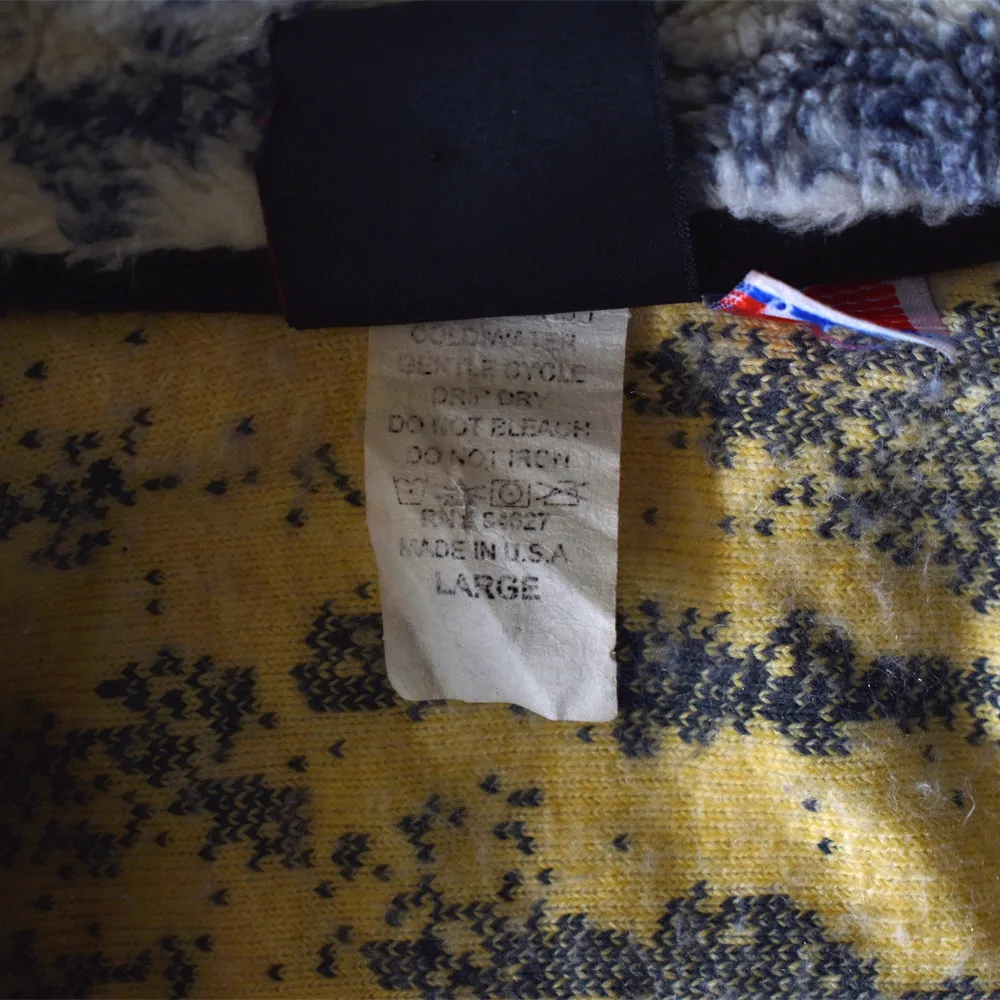 COLD WATER
GENTLE CYCLE
DRIP DRY
DO NOT BLEACH
DO NOT IRON
MADE IN U.S.A.
LARGE